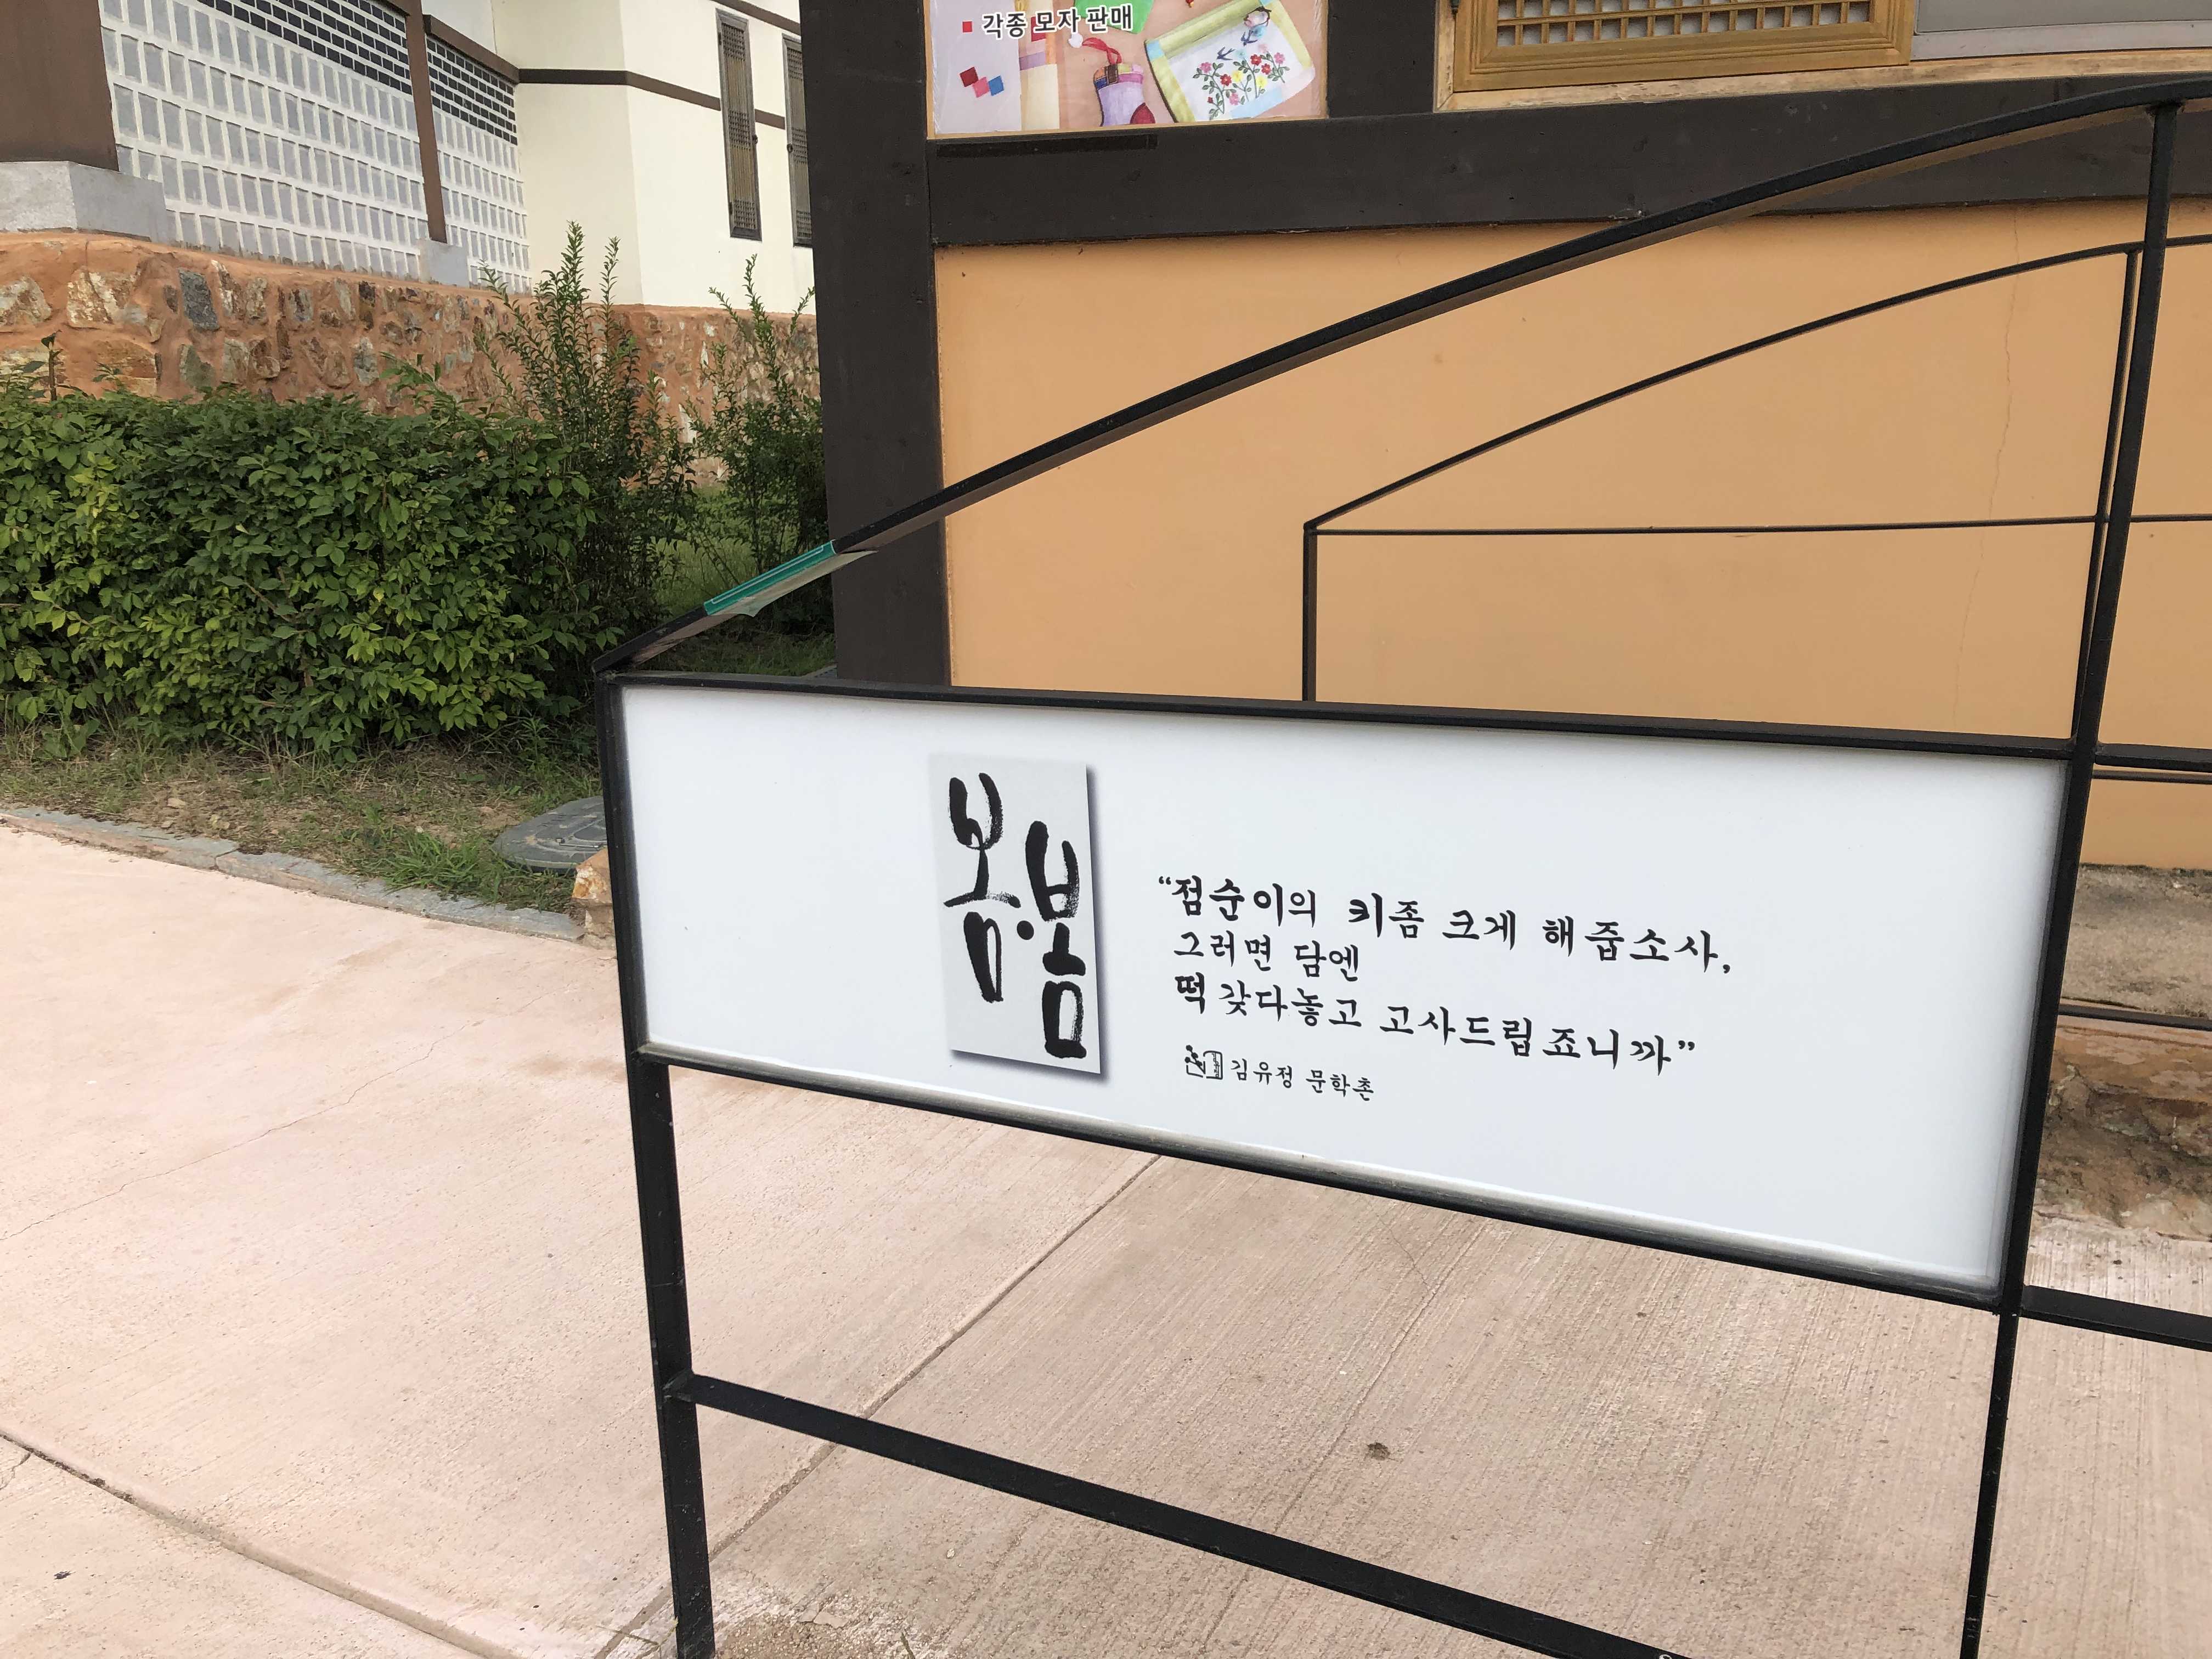 각종 모자 판매
봄·봄
“점순이의 키좀 크게 해줍소사,
그러면 담엔
떡 갖다놓고 고사드립죠니까”
김유정 문학촌